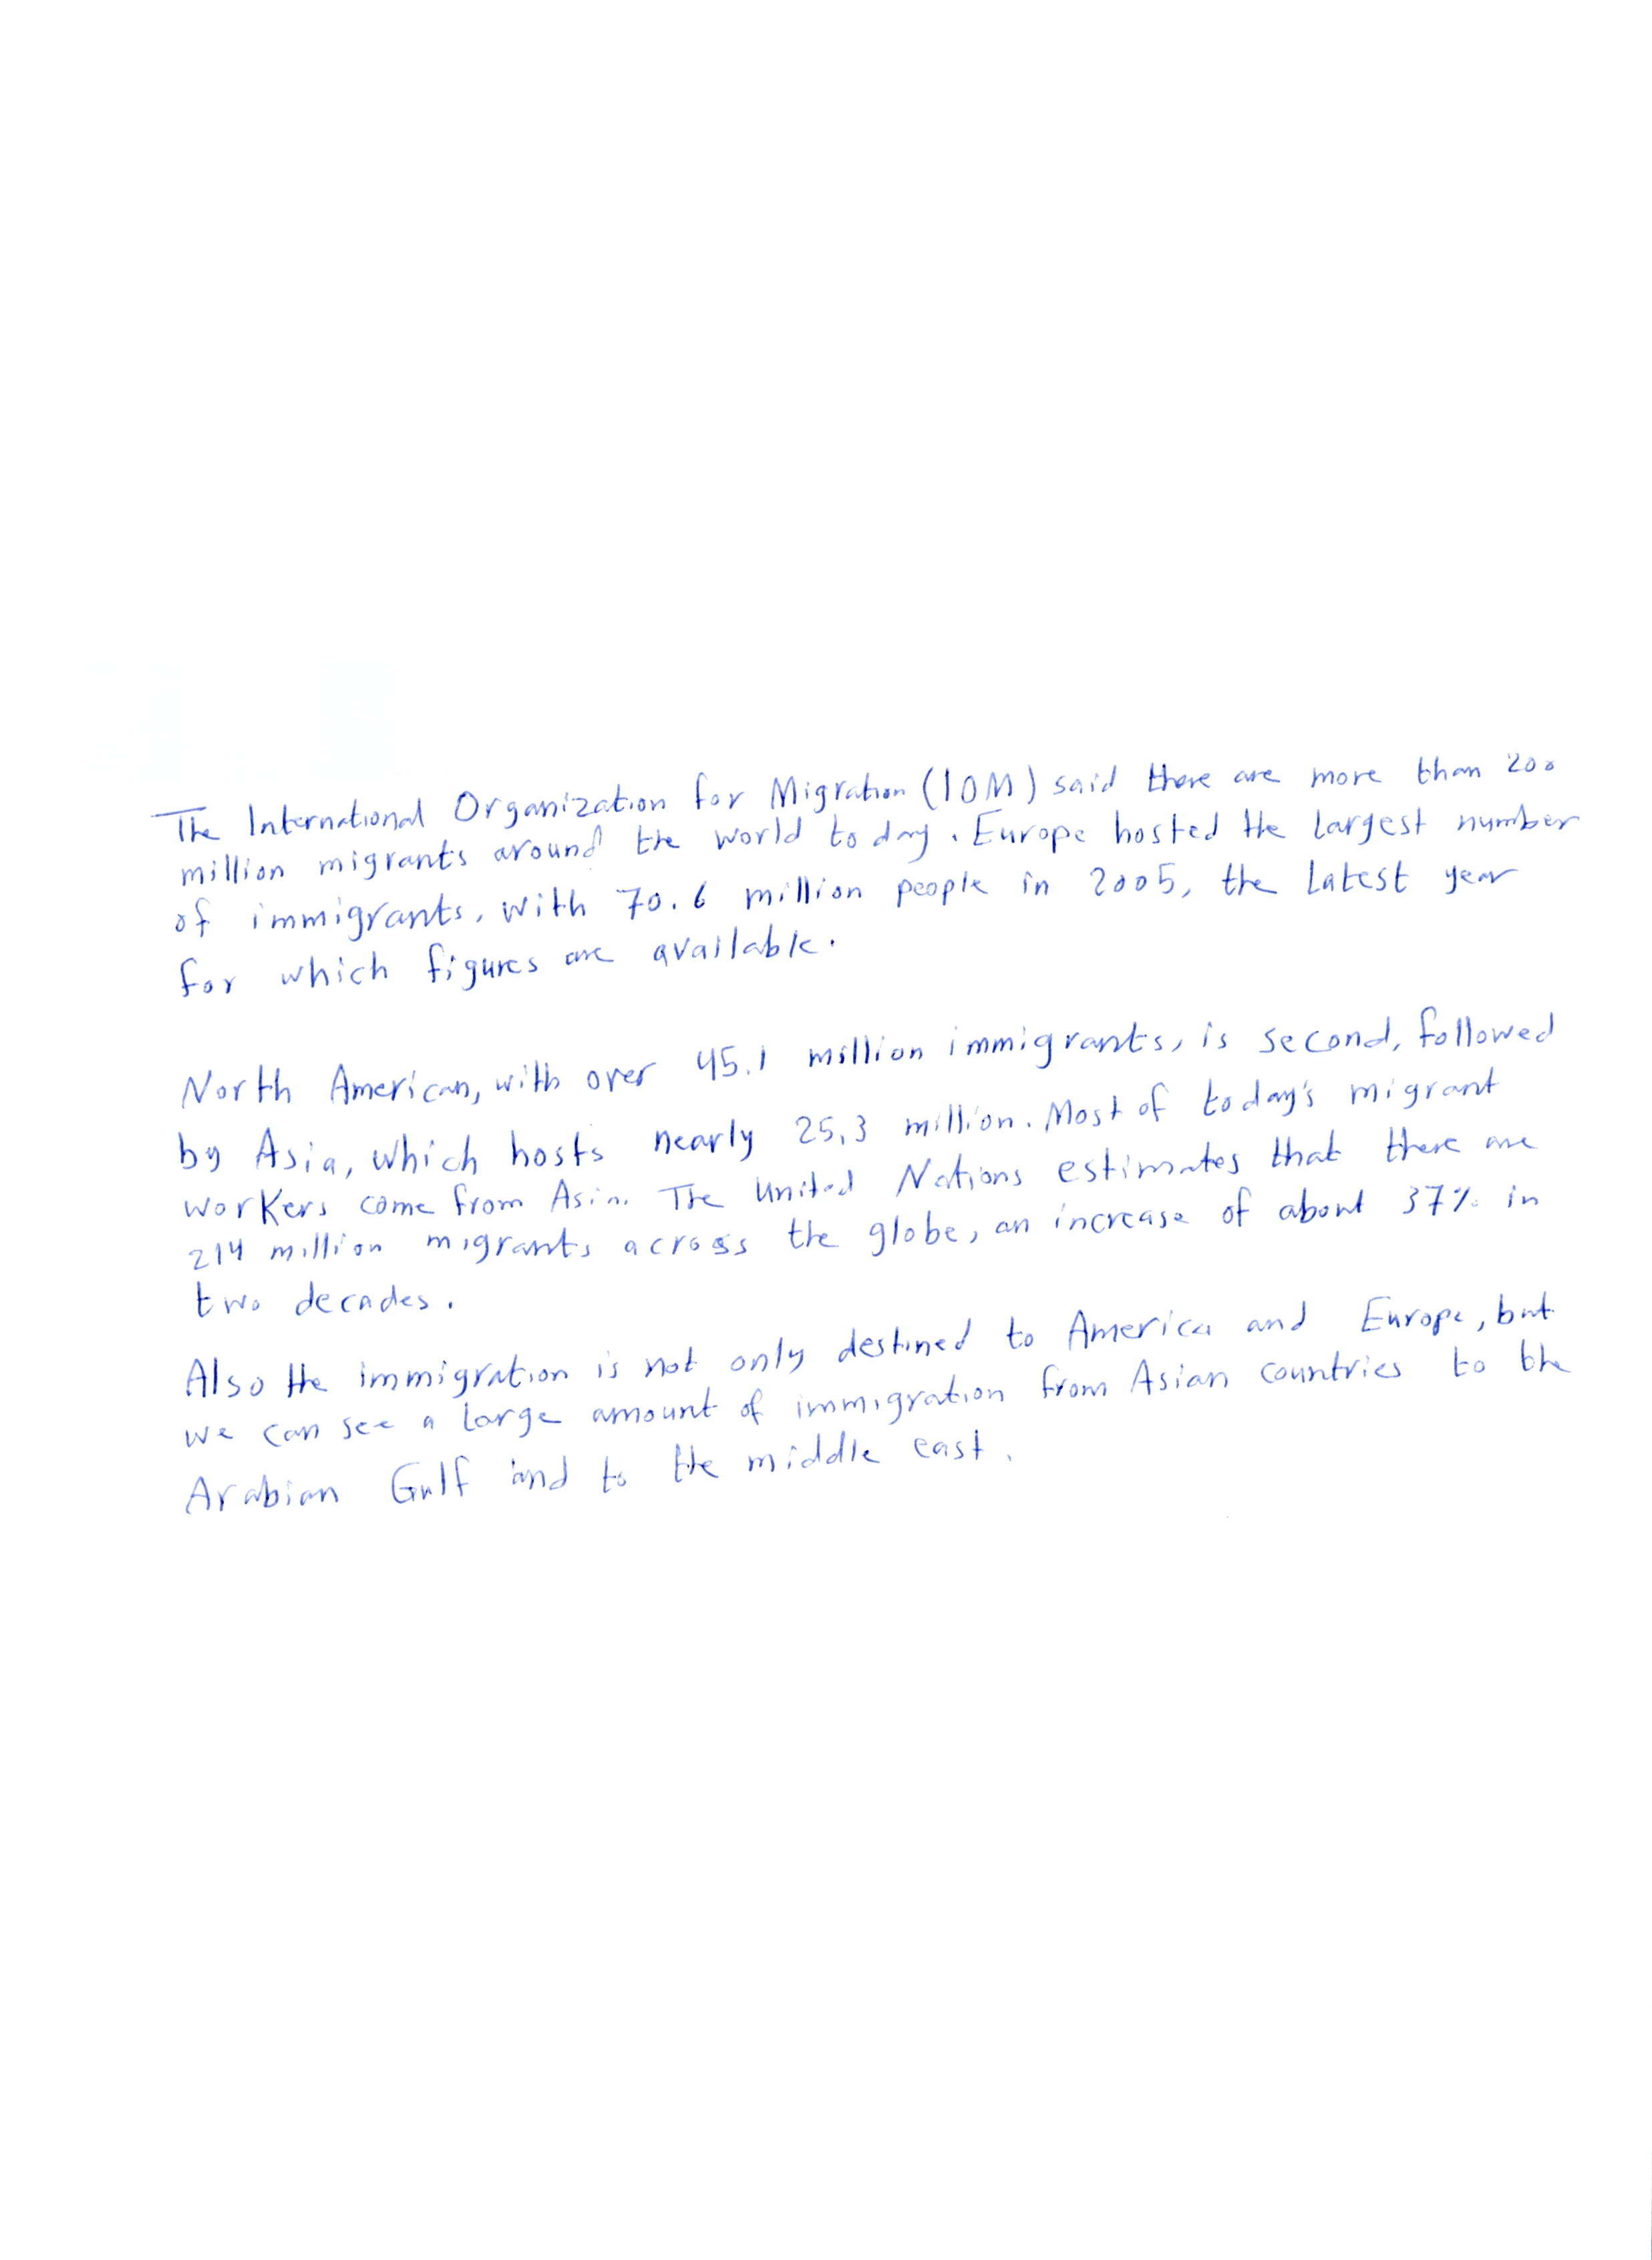 The International Organization for Migration (IOM) said there are more than 200
million migrants around the world today. Europe hosted the largest number
of immigrants, with 70.6 million people in 2005, the latest year
for which figures are available.
North American, with over 45.1 million immigrants, is second, followed
by Asia, which hosts nearly 25,3 million. Most of today's migrant
workers come from Asia. The United Nations estimates that there are
214 million migrants across the globe, an increase of about 37% in
two decades.
Also the immigration is not only destined to America and Europe, but
we can see a large amount of immigration from Asian countries to the
Arabian Gulf and to the middle east.